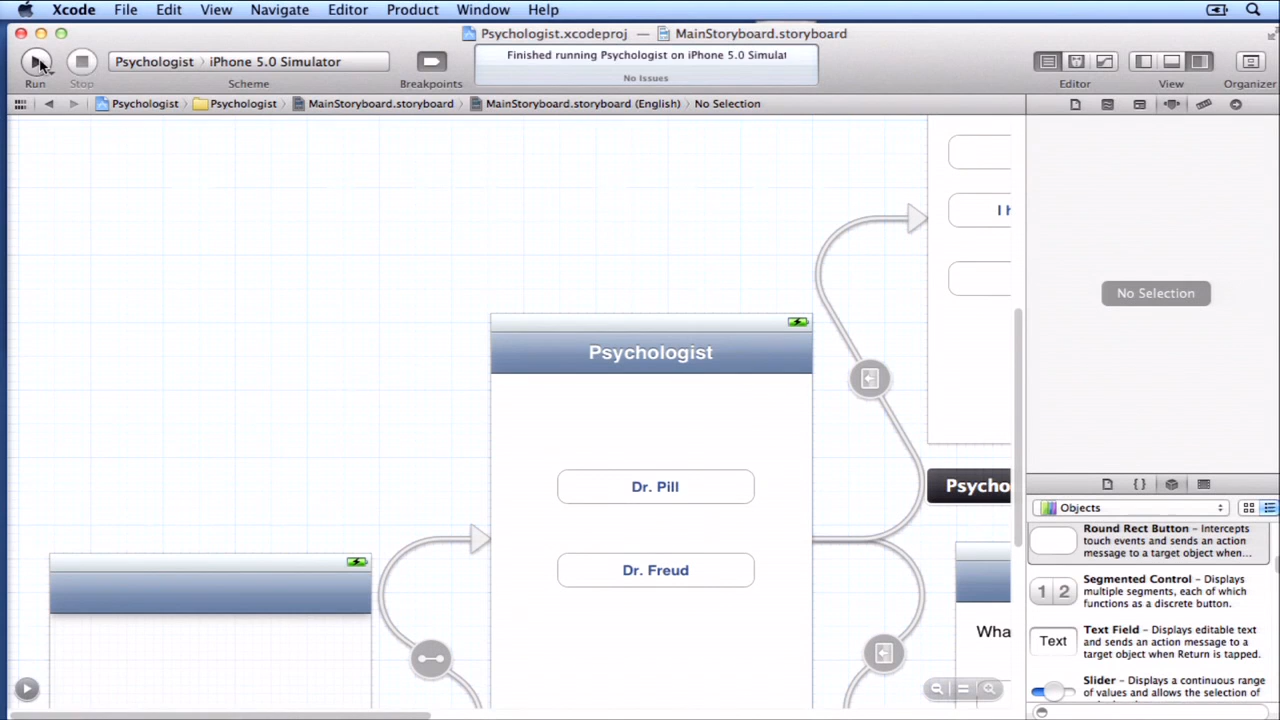 Xcode File Edit View Navigate Editor Product Window Help
Psychologist.xcodeproj — MainStoryboard.storyboard
Psychologist › iPhone 5.0 Simulator
Finished running Psychologist on iPhone 5.0 Simulat
No Issues
Run Stop Scheme Breakpoints Editor View Organizer
Psychologist › Psychologist › MainStoryboard.storyboard › MainStoryboard.storyboard (English) › No Selection
I h
No Selection
Psychologist
Dr. Pill
Psycho
Dr. Freud
Wha
Objects
Round Rect Button – Intercepts
touch events and sends an action
message to a target object when...
1 2
Segmented Control – Displays
multiple segments, each of which
functions as a discrete button.
Text
Text Field – Displays editable text
and sends an action message to a
target object when Return is tapped.
Slider – Displays a continuous range
of values and allows the selection of